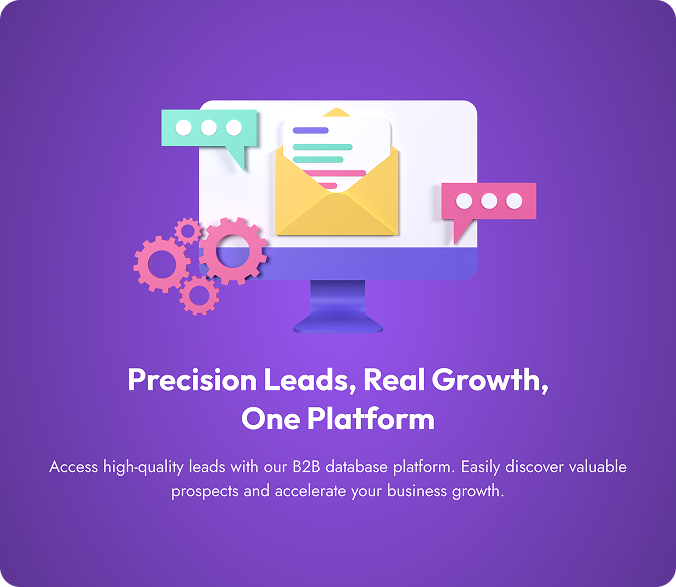 Precision Leads, Real Growth,
One Platform
Access high-quality leads with our B2B database platform. Easily discover valuable
prospects and accelerate your business growth.